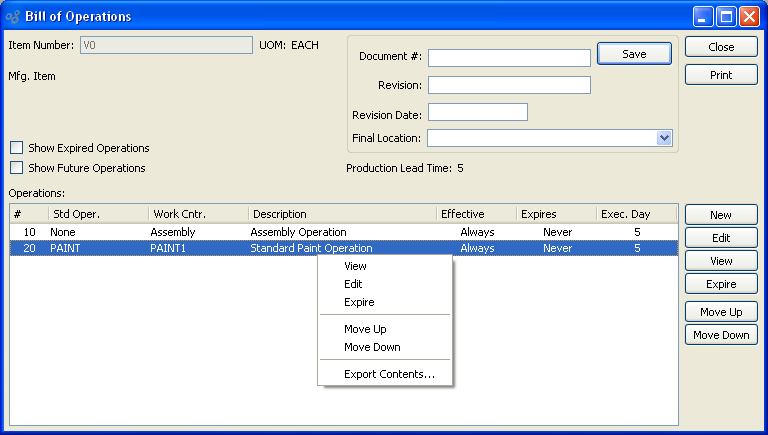 Bill of Operations
Item Number: VO UOM: EACH
Mfg. Item
Document #: Save
Revision:
Revision Date:
Final Location:
Close
Print
Show Expired Operations
Show Future Operations Production Lead Time: 5
Operations:
# Std Oper. Work Cntr. Description Effective Expires Exec. Day
10 None Assembly Assembly Operation Always Never 5
20 PAINT PAINT1 Standard Paint Operation Always Never 5
View
Edit
Expire
Move Up
Move Down
Export Contents...
New
Edit
View
Expire
Move Up
Move Down